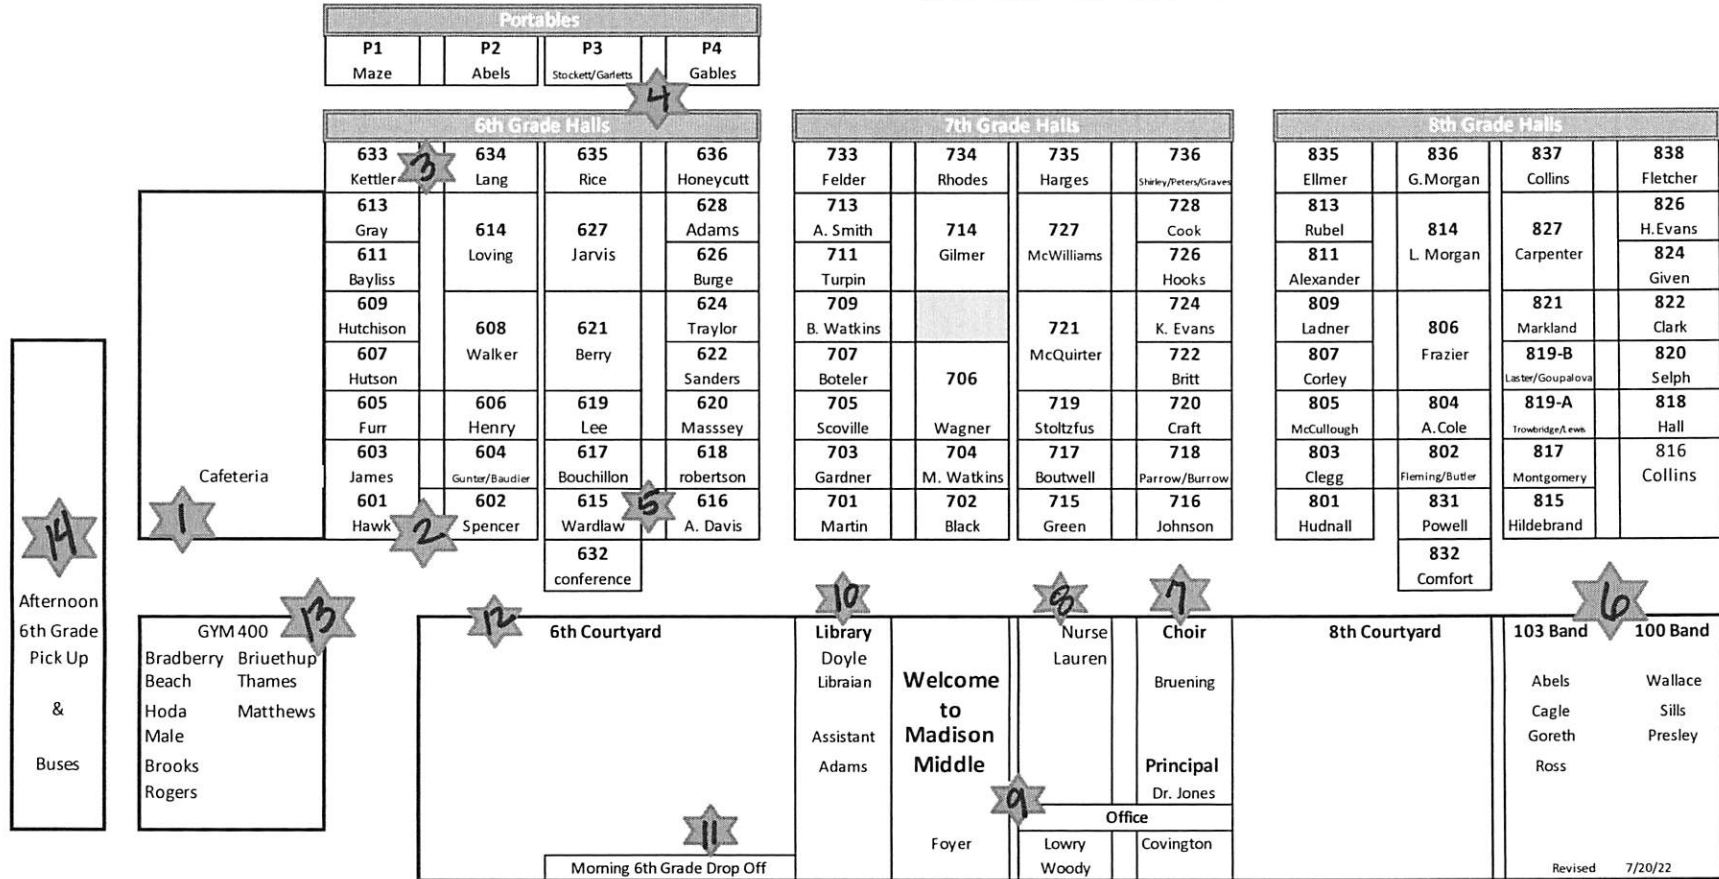 Portables
P1 P2 P3 P4
Maze Abels Stockett/Garletts Gables
4
6th Grade Halls 7th Grade Halls 8th Grade Halls
633 634 635 636 733 734 735 736 835 836 837 838
3
Kettler Lang Rice Honeycutt Felder Rhodes Harges Shirley/Peters/Graves Ellmer G.Morgan Collins Fletcher
613 628 713 728 813 826
Gray 614 627 Adams A. Smith 714 727 Cook Rubel 814 827 H.Evans
611 Loving Jarvis 626 711 Gilmer McWilliams 726 811 L. Morgan Carpenter 824
Bayliss Burge Turpin Hooks Alexander Given
609 624 709 724 809 821 822
Hutchison 608 621 Traylor B. Watkins 721 K. Evans Ladner 806 Markland Clark
607 Walker Berry 622 707 McQuirter 722 807 Frazier 819-B 820
Hutson Sanders Boteler 706 Britt Corley Laster/Goupalova Selph
605 606 619 620 705 719 720 805 804 819-A 818
Furr Henry Lee Masssey Scoville Wagner Stoltzfus Craft McCullough A.Cole Trowbridge/Lewis Hall
603 604 617 618 703 704 717 718 803 802 817 816
Cafeteria James Gunter/Baudier Bouchillon robertson Gardner M. Watkins Boutwell Parrow/Burrow Clegg Fleming/Butler Montgomery Collins
601 602 615 616 701 702 715 716 801 831 815
1 2 5
Hawk Spencer Wardlaw A. Davis Martin Black Green Johnson Hudnall Powell Hildebrand
14
632 832
conference Comfort
Afternoon
6th Grade
Pick Up
&
Buses
13 12 10 8 7 6
GYM 400
Bradberry Briuethup
Beach Thames
Hoda Matthews
Male
Brooks
Rogers
6th Courtyard
11
Morning 6th Grade Drop Off
Library
Doyle
Libraian
Assistant
Adams
Welcome
to
Madison
Middle
Foyer
9
Nurse
Lauren
Choir
Bruening
Principal
Dr. Jones
Office
Lowry Covington
Woody
8th Courtyard
103 Band 100 Band
Abels Wallace
Cagle Sills
Goreth Presley
Ross
Revised 7/20/22